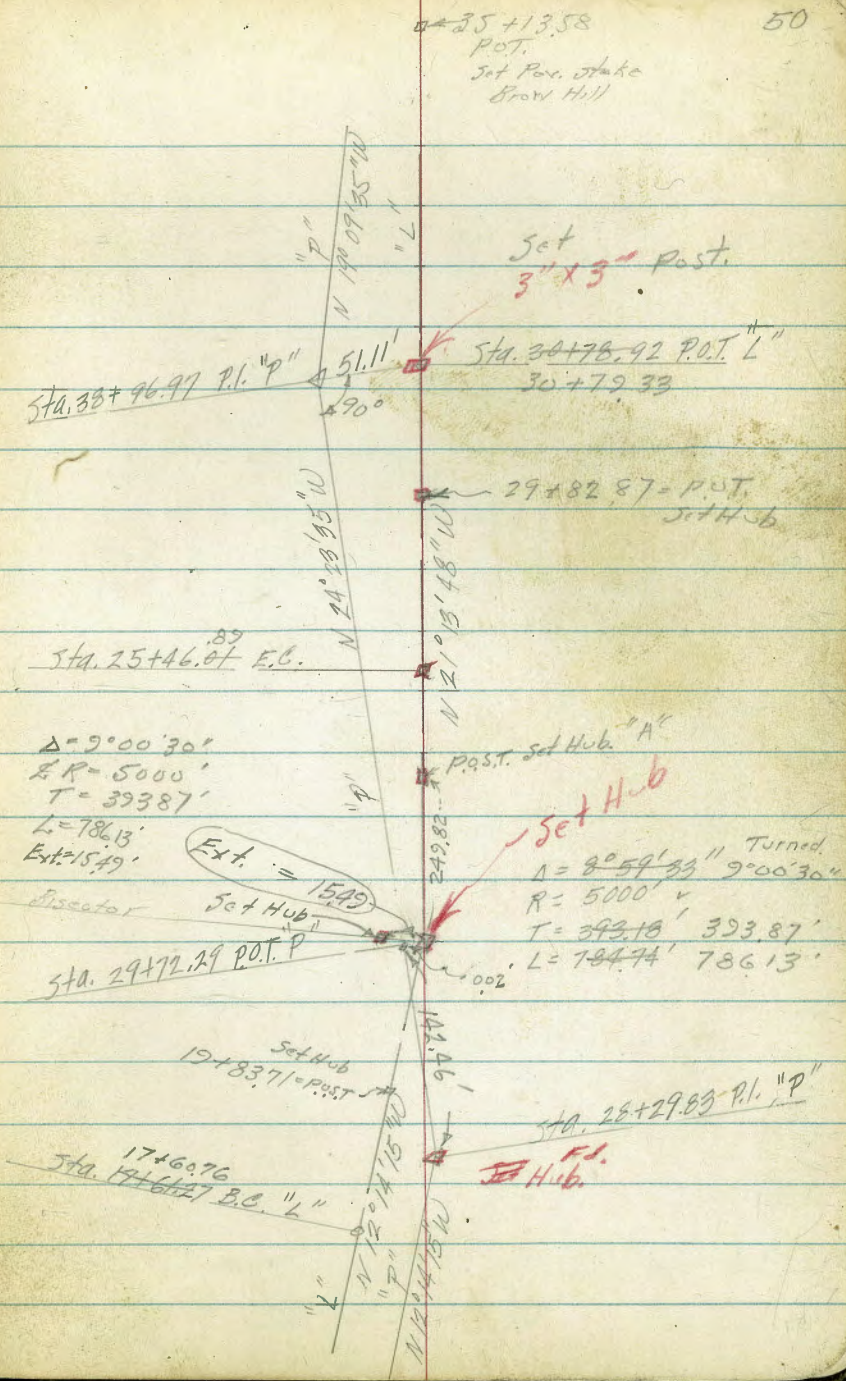 50
35+13.58
P.O.T.
Set Pov. Stake
Brow Hill
"P"
N 19° 09' 35" W
"L"
Set
3" x 3" Post.
51.11'
Sta. 30+78.92 P.O.T. "L"
30+79.33
Sta. 38+96.97 P.I. "P"
90°
29+82.87 = P.O.T.
Set Hub
N 24° 23' 35" W
N 21° 13' 48" W
.89
Sta. 25+46.01 E.C.
Δ = 9°00'30"
R = 5000'
T = 393.87'
L = 786.13'
Ext. = 15.49'
"P"
P.O.S.T. Set Hub. "A"
249.82
Set Hub
Ext. = 15.49
Turned
Δ = 8°59'33" 9°00'30"
R = 5000'
T = 393.18' 393.87'
L = 784.74' 786.13'
Bisector
Set Hub
Sta. 29+72.29 P.O.T. "P"
.002'
142.46'
Set Hub
19+83.71 = P.O.S.T.
Sta. 28+29.83 P.I. "P"
Fd.
Hub.
17+60.76
Sta. 19+61.27 B.C. "L"
N 12° 14' 15" W
"P"
"L"
N 12° 14' 15" W